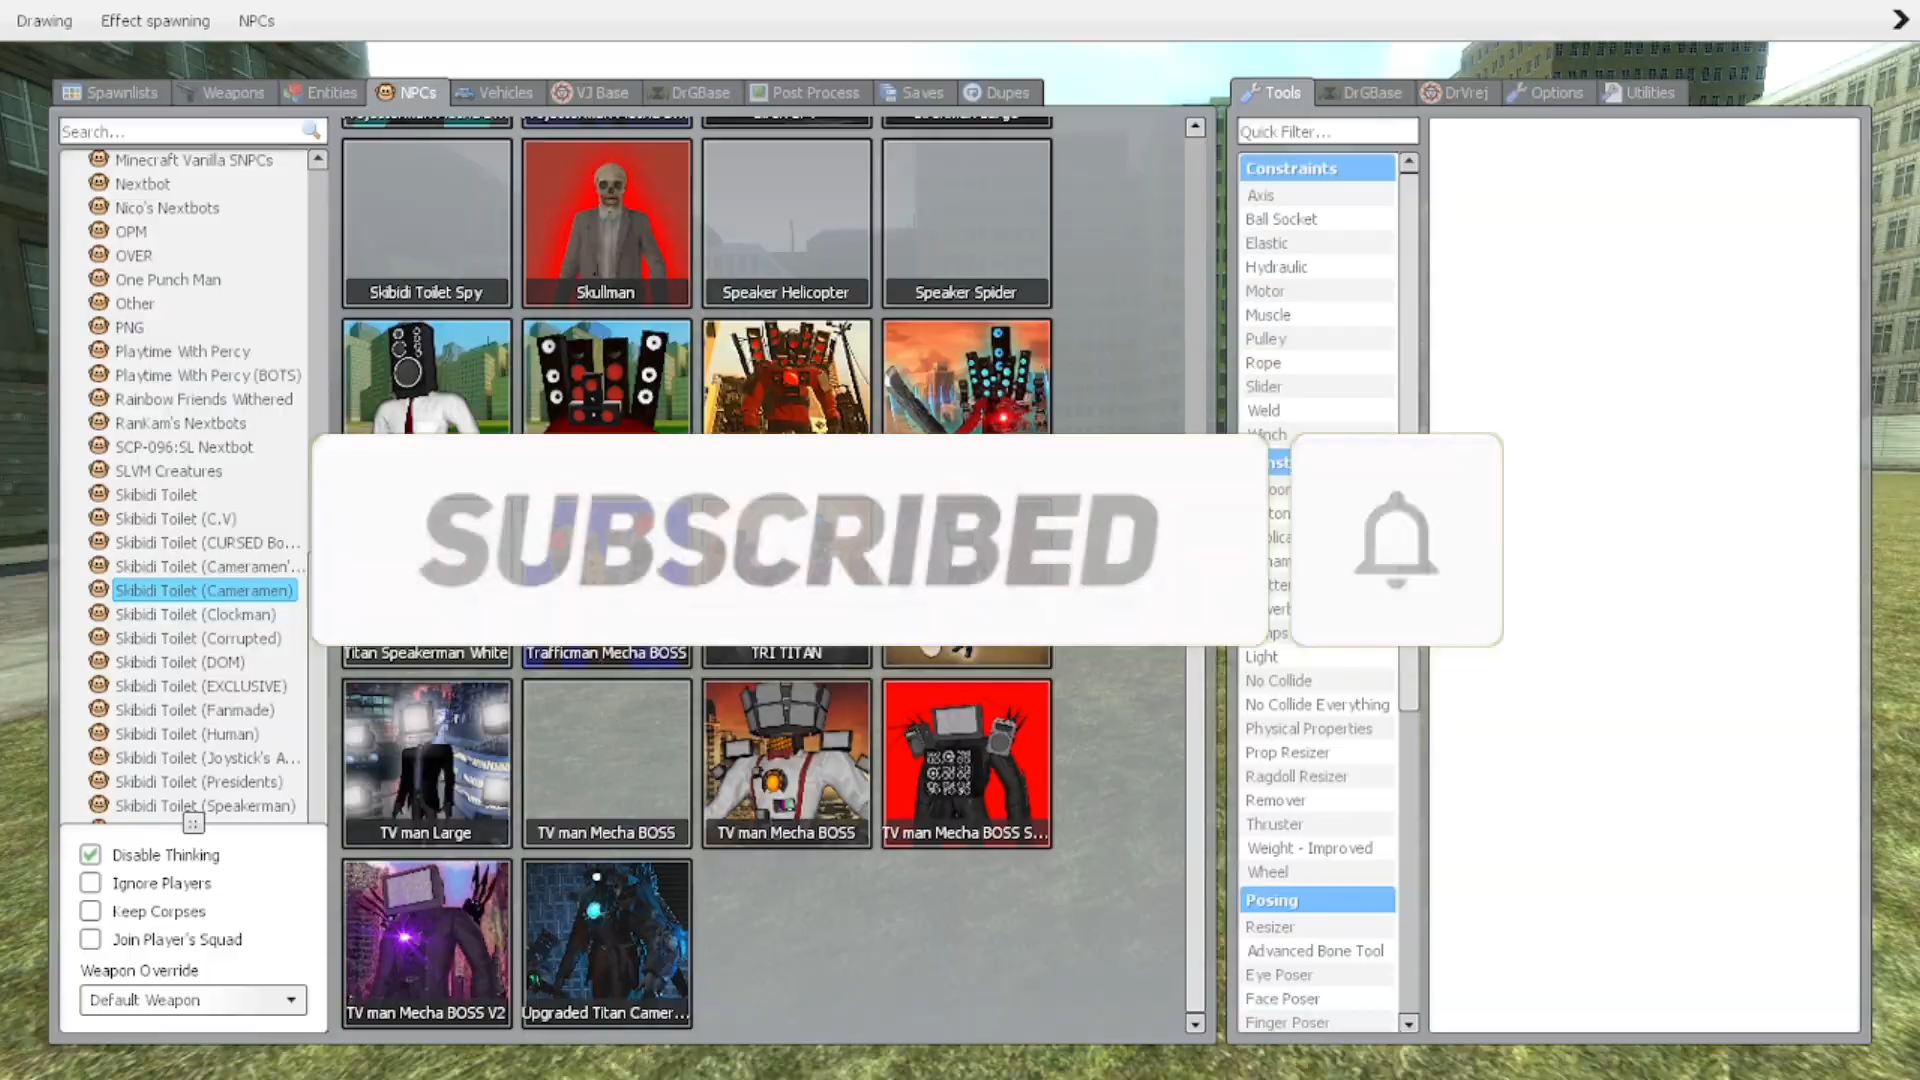 Drawing Effect spawning NPCs
Spawnlists Weapons Entities NPCs Vehicles VJ Base DrGBase Post Process Saves Dupes
Tools DrGBase DrVrej Options Utilities
Search...
Minecraft Vanilla SNPCs
Nextbot
Nico's Nextbots
OPM
OVER
One Punch Man
Other
PNG
Playtime With Percy
Playtime With Percy (BOTS)
Rainbow Friends Withered
RanKam's Nextbots
SCP-096:SL Nextbot
SLVM Creatures
Skibidi Toilet
Skibidi Toilet (C.V)
Skibidi Toilet (CURSED Bo...
Skibidi Toilet (Cameramen'...
Skibidi Toilet (Cameramen)
Skibidi Toilet (Clockman)
Skibidi Toilet (Corrupted)
Skibidi Toilet (DOM)
Skibidi Toilet (EXCLUSIVE)
Skibidi Toilet (Fanmade)
Skibidi Toilet (Human)
Skibidi Toilet (Joystick's A...
Skibidi Toilet (Presidents)
Skibidi Toilet (Speakerman)
Disable Thinking
Ignore Players
Keep Corpses
Join Player's Squad
Weapon Override
Default Weapon
Skibidi Toilet Spy Skullman Speaker Helicopter Speaker Spider
SUBSCRIBED
Titan Speakerman White Trafficman Mecha BOSS TRI TITAN
TV man Large TV man Mecha BOSS TV man Mecha BOSS TV man Mecha BOSS S...
TV man Mecha BOSS V2 Upgraded Titan Camer...
Quick Filter...
Constraints
Axis
Ball Socket
Elastic
Hydraulic
Motor
Muscle
Pulley
Rope
Slider
Weld
Light
No Collide
No Collide Everything
Physical Properties
Prop Resizer
Ragdoll Resizer
Remover
Thruster
Weight - Improved
Wheel
Posing
Resizer
Advanced Bone Tool
Eye Poser
Face Poser
Finger Poser